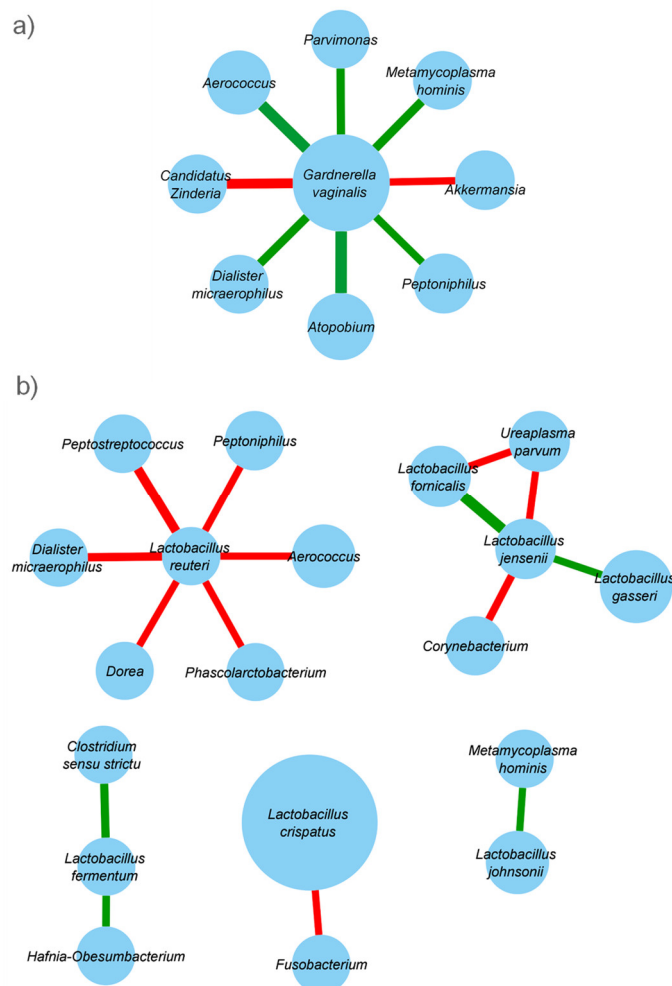 a)
Parvimonas
Aerococcus
Metamycoplasma
hominis
Candidatus
Zinderia
Gardnerella
vaginalis
Akkermansia
Dialister
micraerophilus
Peptoniphilus
Atopobium
b)
Peptostreptococcus
Peptoniphilus
Ureaplasma
parvum
Lactobacillus
fornicalis
Dialister
micraerophilus
Lactobacillus
reuteri
Aerococcus
Lactobacillus
jensenii
Lactobacillus
gasseri
Dorea
Phascolarctobacterium
Corynebacterium
Clostridium
sensu strictu
Metamycoplasma
hominis
Lactobacillus
crispatus
Lactobacillus
fermentum
Lactobacillus
johnsonii
Hafnia-Obesumbacterium
Fusobacterium